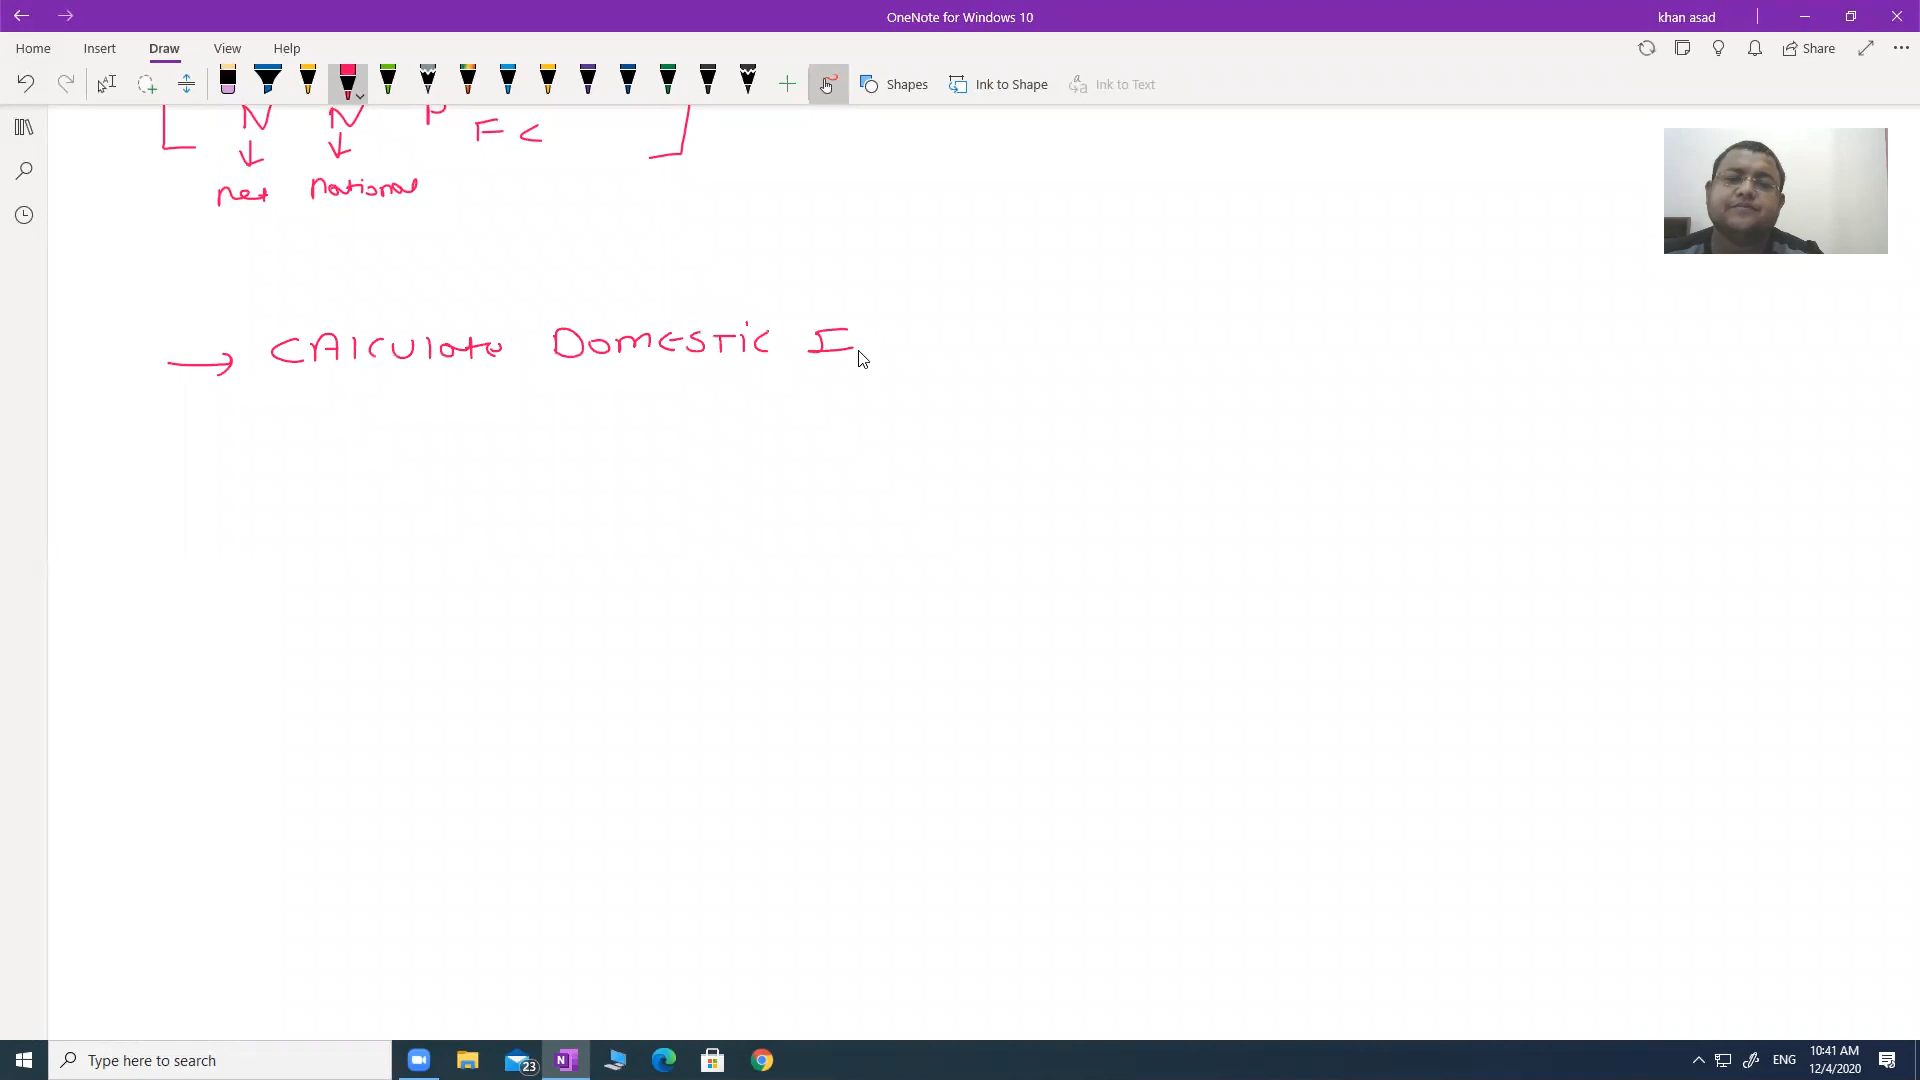 OneNote for Windows 10
khan asad
Home Insert Draw View Help
Share
Shapes Ink to Shape Ink to Text
N N P
F C
net national
→ CAlCUlate DOMESTiC I
Type here to search
23
ENG
10:41 AM
12/4/2020